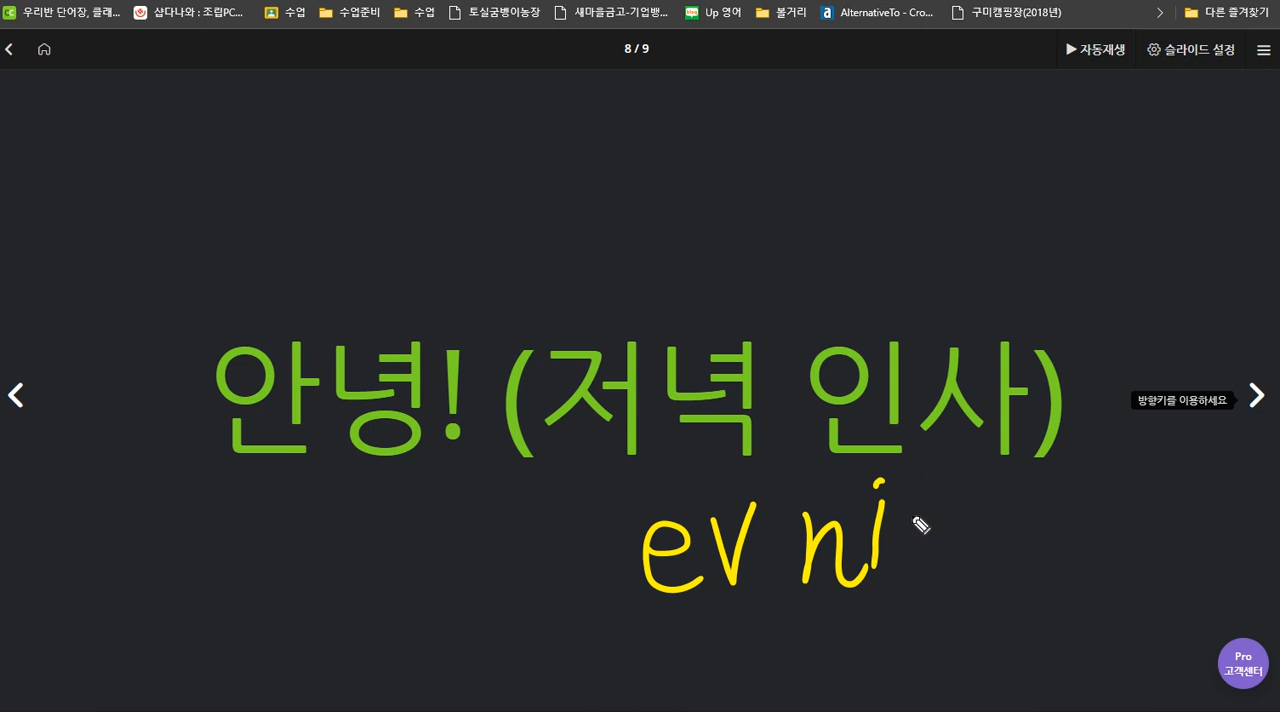 우리반 단어장, 클래... 샵다나와 : 조립PC... 수업 수업준비 수업 토실굼벵이농장 새마을금고-기업뱅... Up 영어 볼거리 AlternativeTo - Cro... 구미캠핑장(2018년) 다른 즐겨찾기
8 / 9 자동재생 슬라이드 설정
안녕! (저녁 인사)
방향키를 이용하세요
ev ni
Pro
고객센터